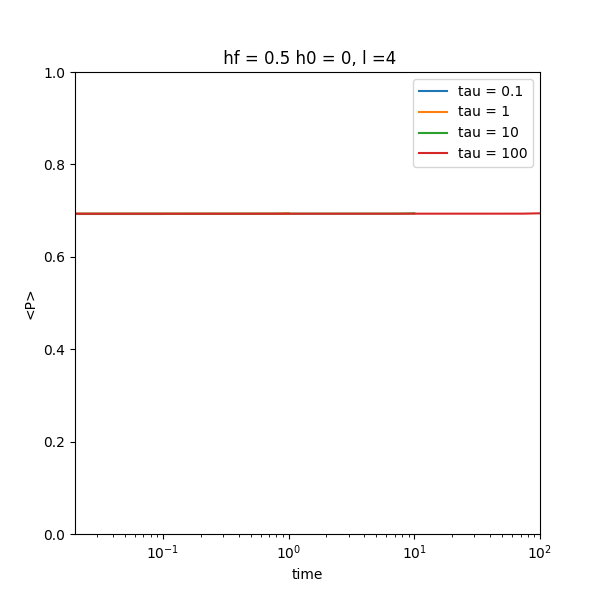 hf = 0.5 h0 = 0, l =4
1.0
0.8
0.6
0.4
0.2
0.0
<P>
tau = 0.1
tau = 1
tau = 10
tau = 100
10⁻¹
10⁰
10¹
10²
time